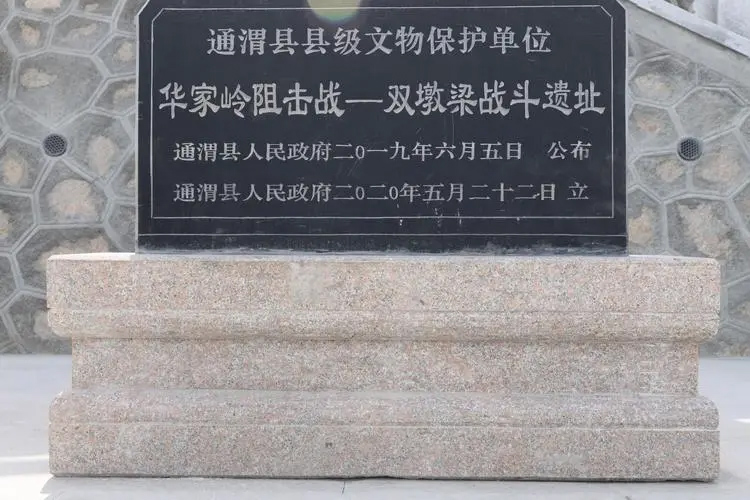 通渭县县级文物保护单位
华家岭阻击战—双墩梁战斗遗址
通渭县人民政府二0一九年六月五日 公布
通渭县人民政府二0二0年五月二十二日 立